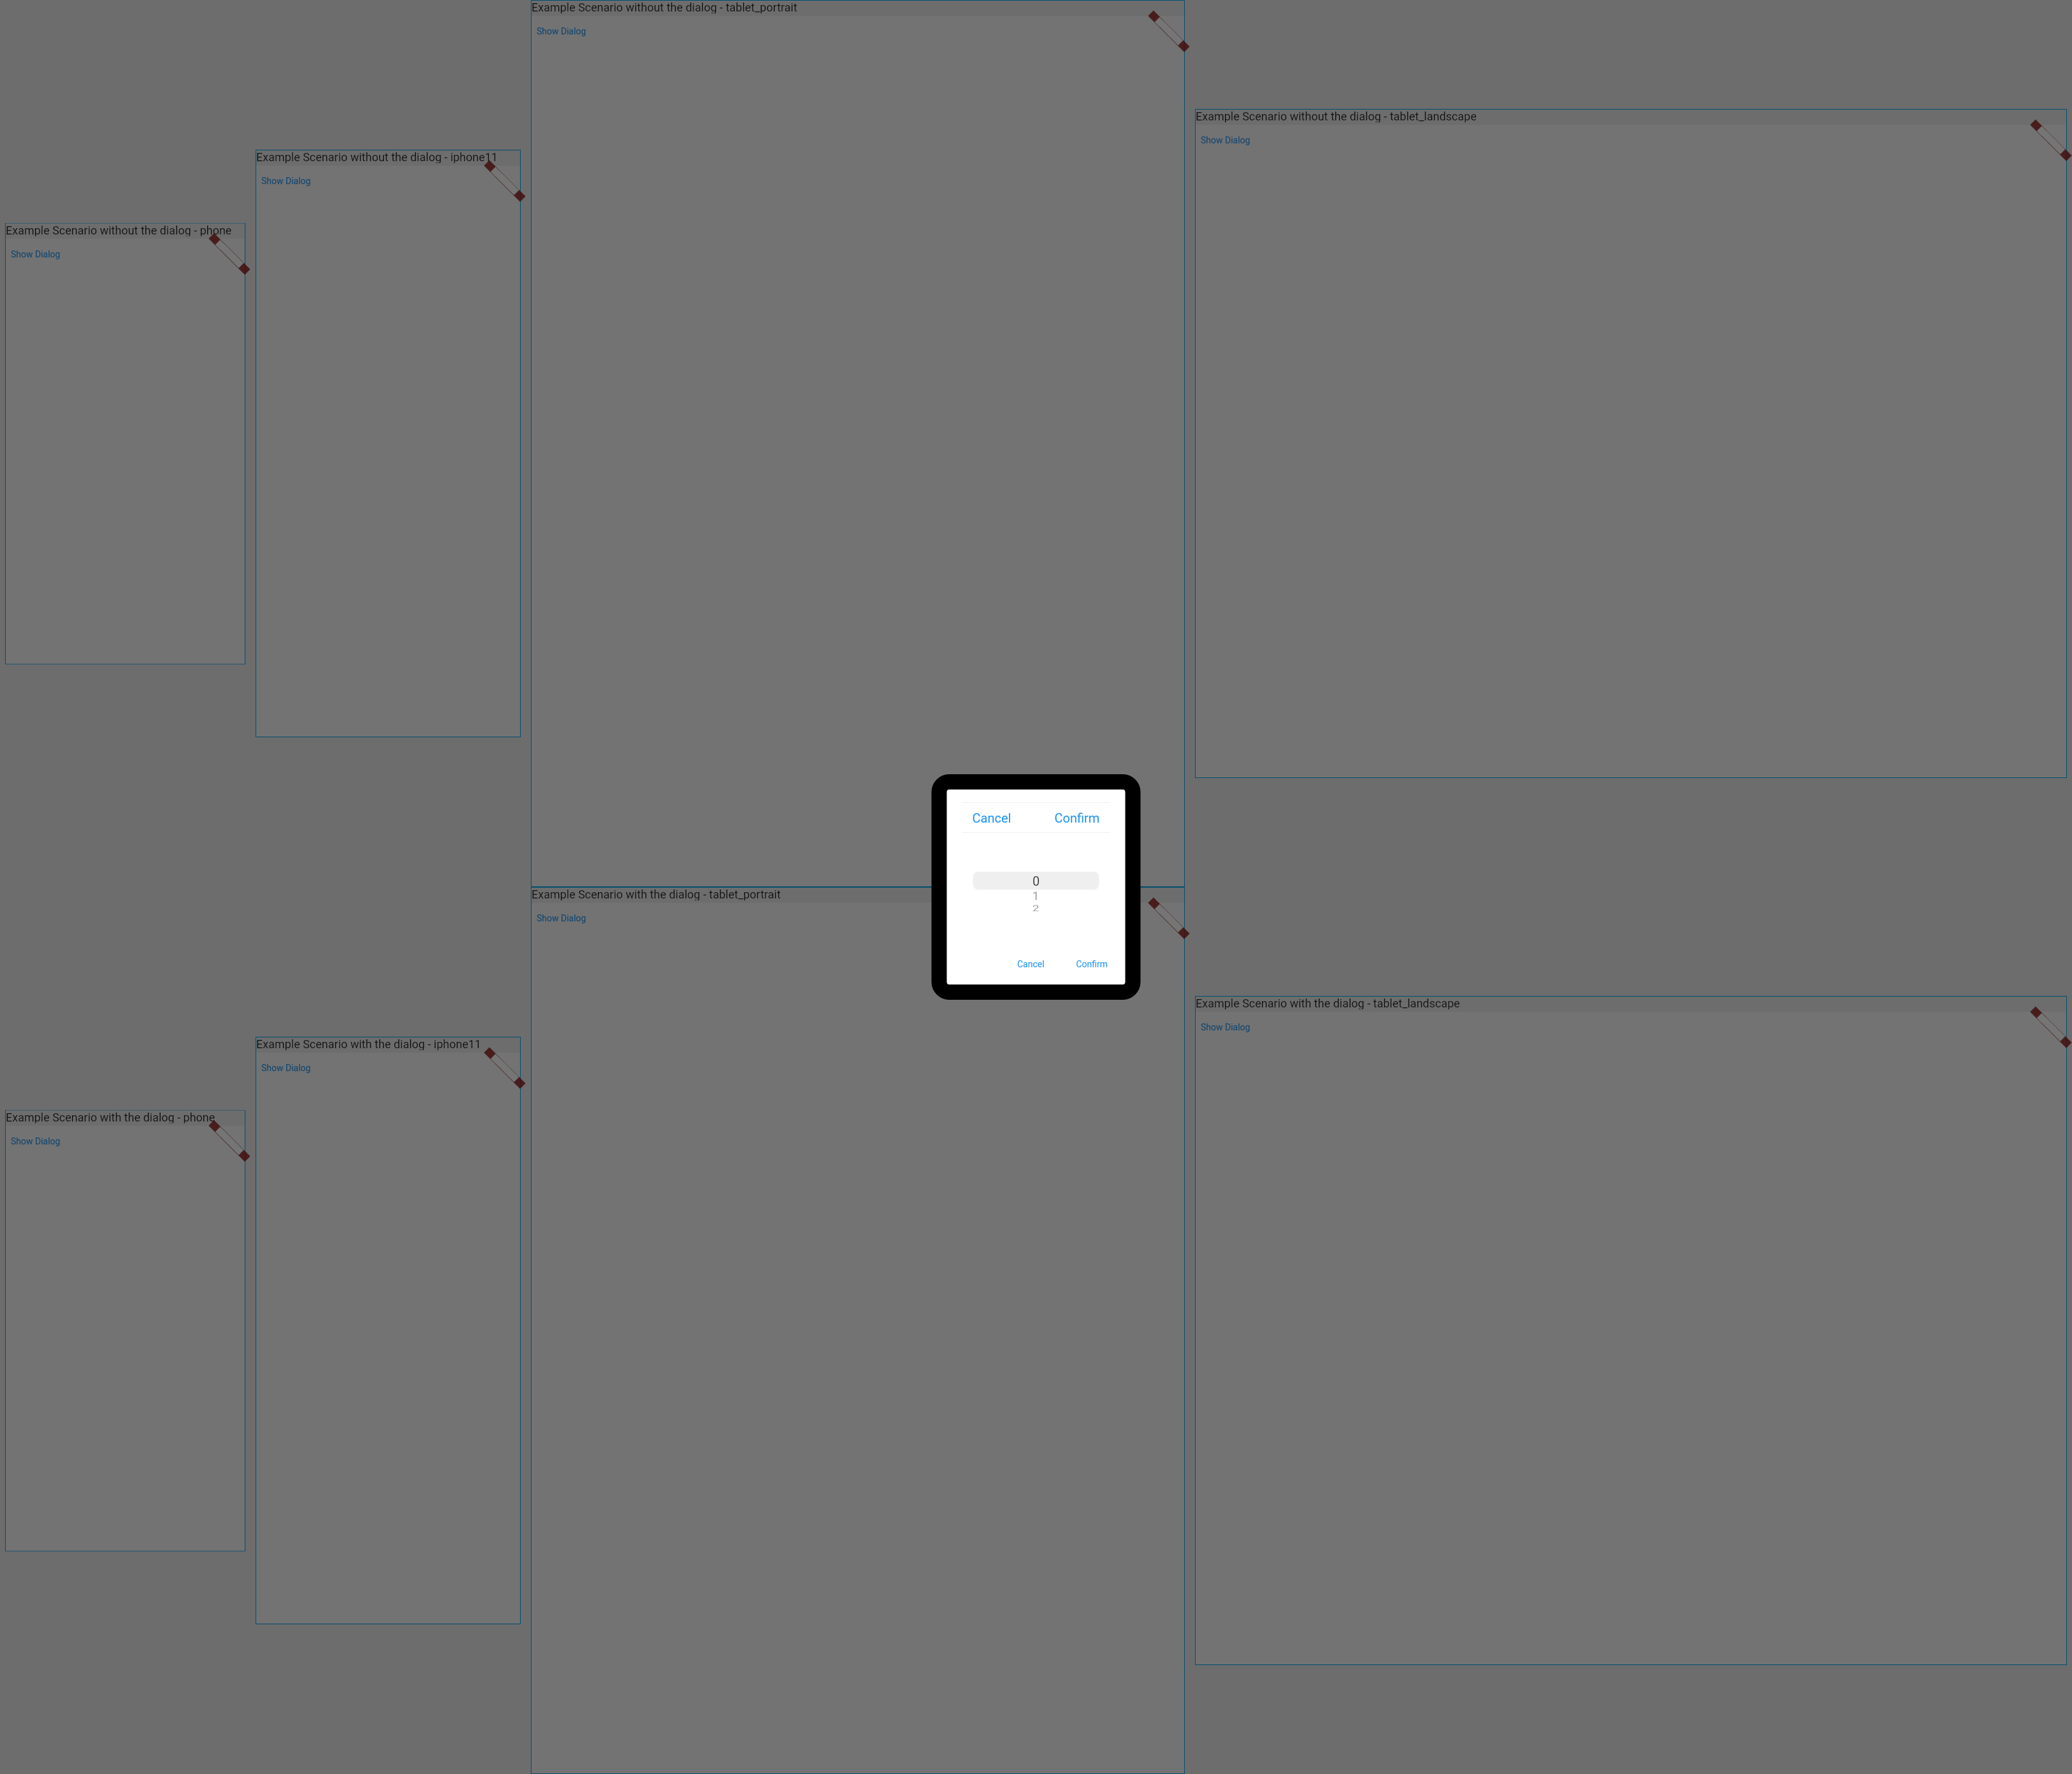 Example Scenario without the dialog - phone
Show Dialog
Example Scenario without the dialog - iphone11
Show Dialog
Example Scenario without the dialog - tablet_portrait
Show Dialog
Example Scenario without the dialog - tablet_landscape
Show Dialog
Cancel Confirm
0
1
2
Cancel Confirm
Example Scenario with the dialog - phone
Show Dialog
Example Scenario with the dialog - iphone11
Show Dialog
Example Scenario with the dialog - tablet_portrait
Show Dialog
Example Scenario with the dialog - tablet_landscape
Show Dialog